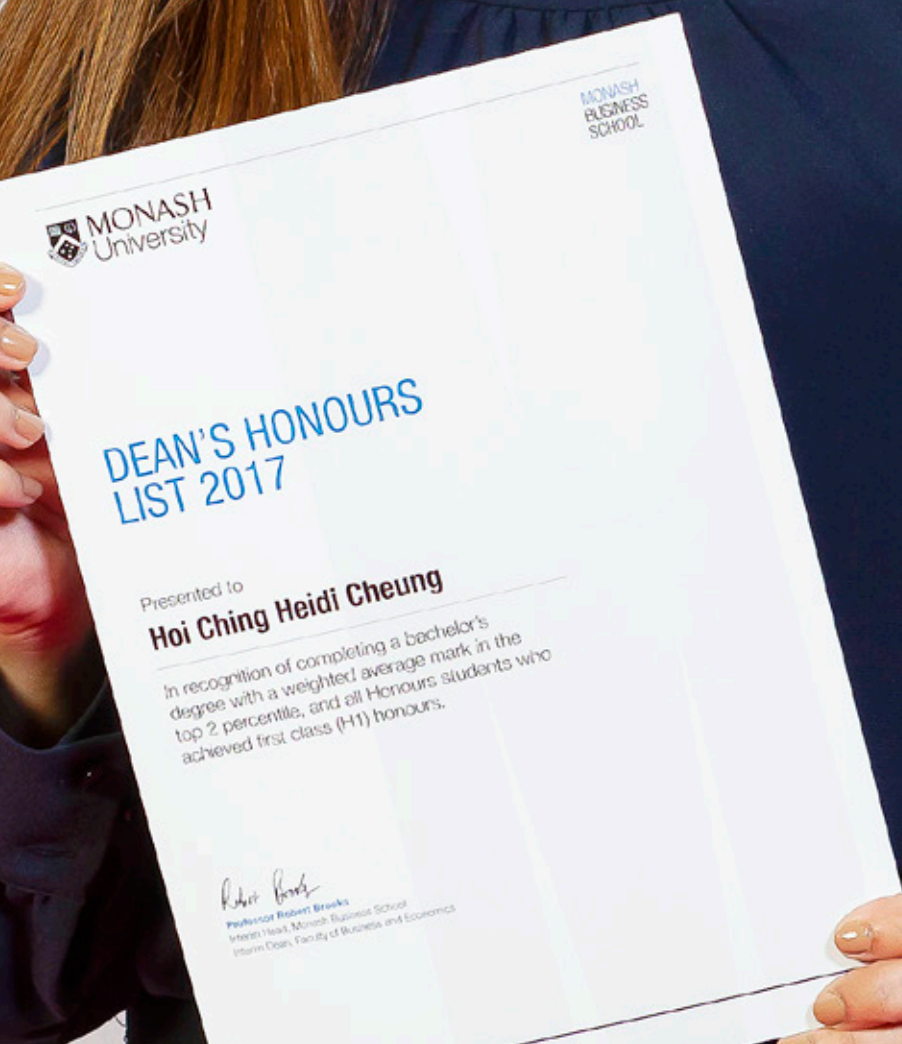 MONASH
BUSINESS
SCHOOL
MONASH
University
DEAN'S HONOURS
LIST 2017
Presented to
Hoi Ching Heidi Cheung
In recognition of completing a bachelor's
degree with a weighted average mark in the
top 2 percentile, and all Honours students who
achieved first class (H1) honours.
Robert Brooks
Professor Robert Brooks
Interim Head, Monash Business School
Interim Dean, Faculty of Business and Economics